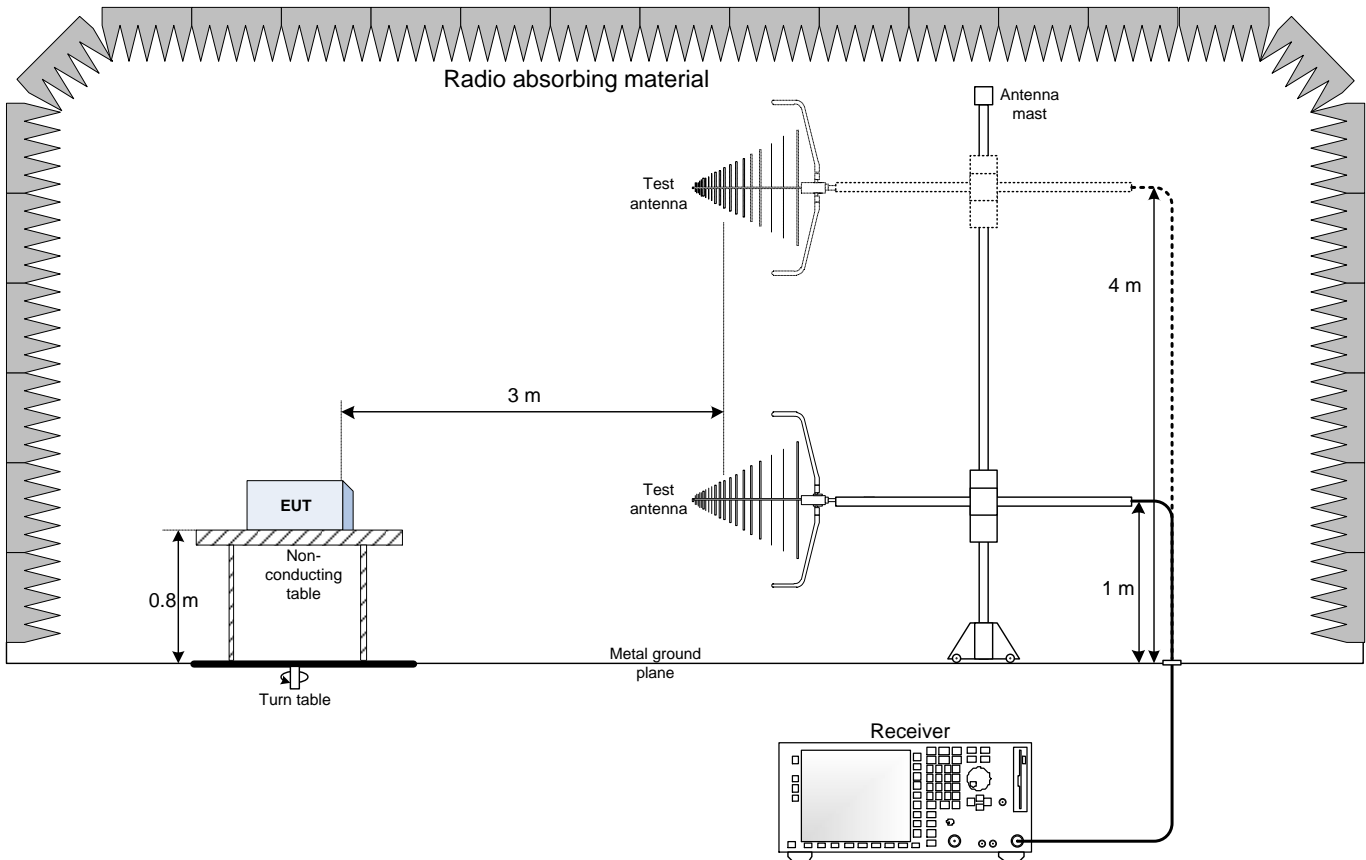 Radio absorbing material
Antenna
mast
Test
antenna
4 m
3 m
Test
antenna
EUT
Non-
conducting
table
0.8 m
1 m
Metal ground
plane
Turn table
Receiver